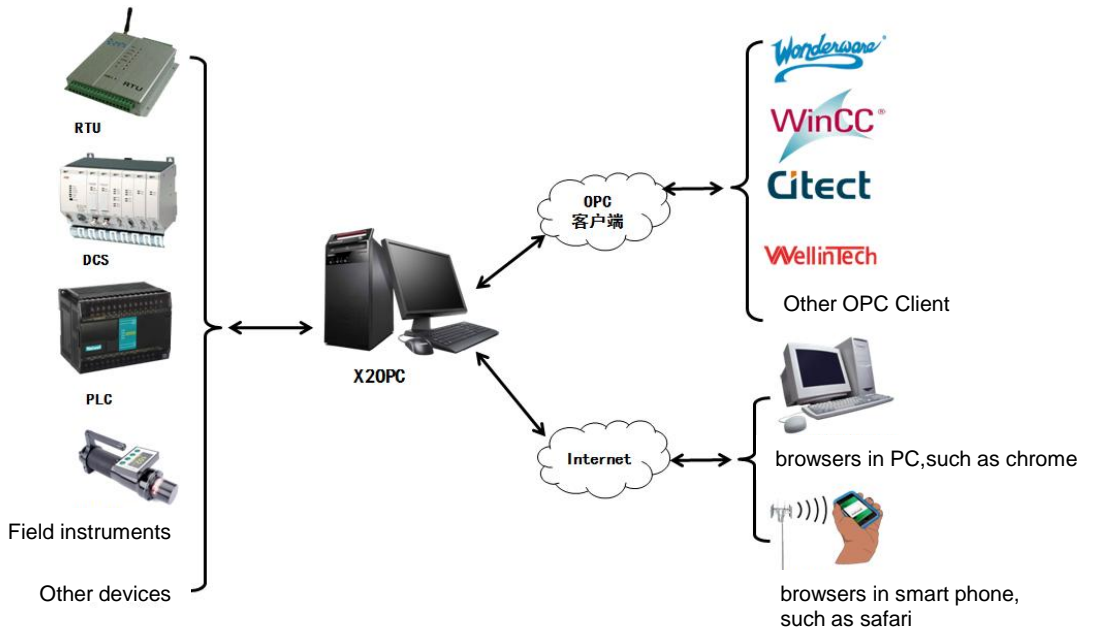 RTU
DCS
PLC
Field instruments
Other devices
X2OPC
OPC
客户端
Internet
Wonderware®
WinCC®
Citect
WellinTech
Other OPC Client
browsers in PC,such as chrome
browsers in smart phone,
such as safari